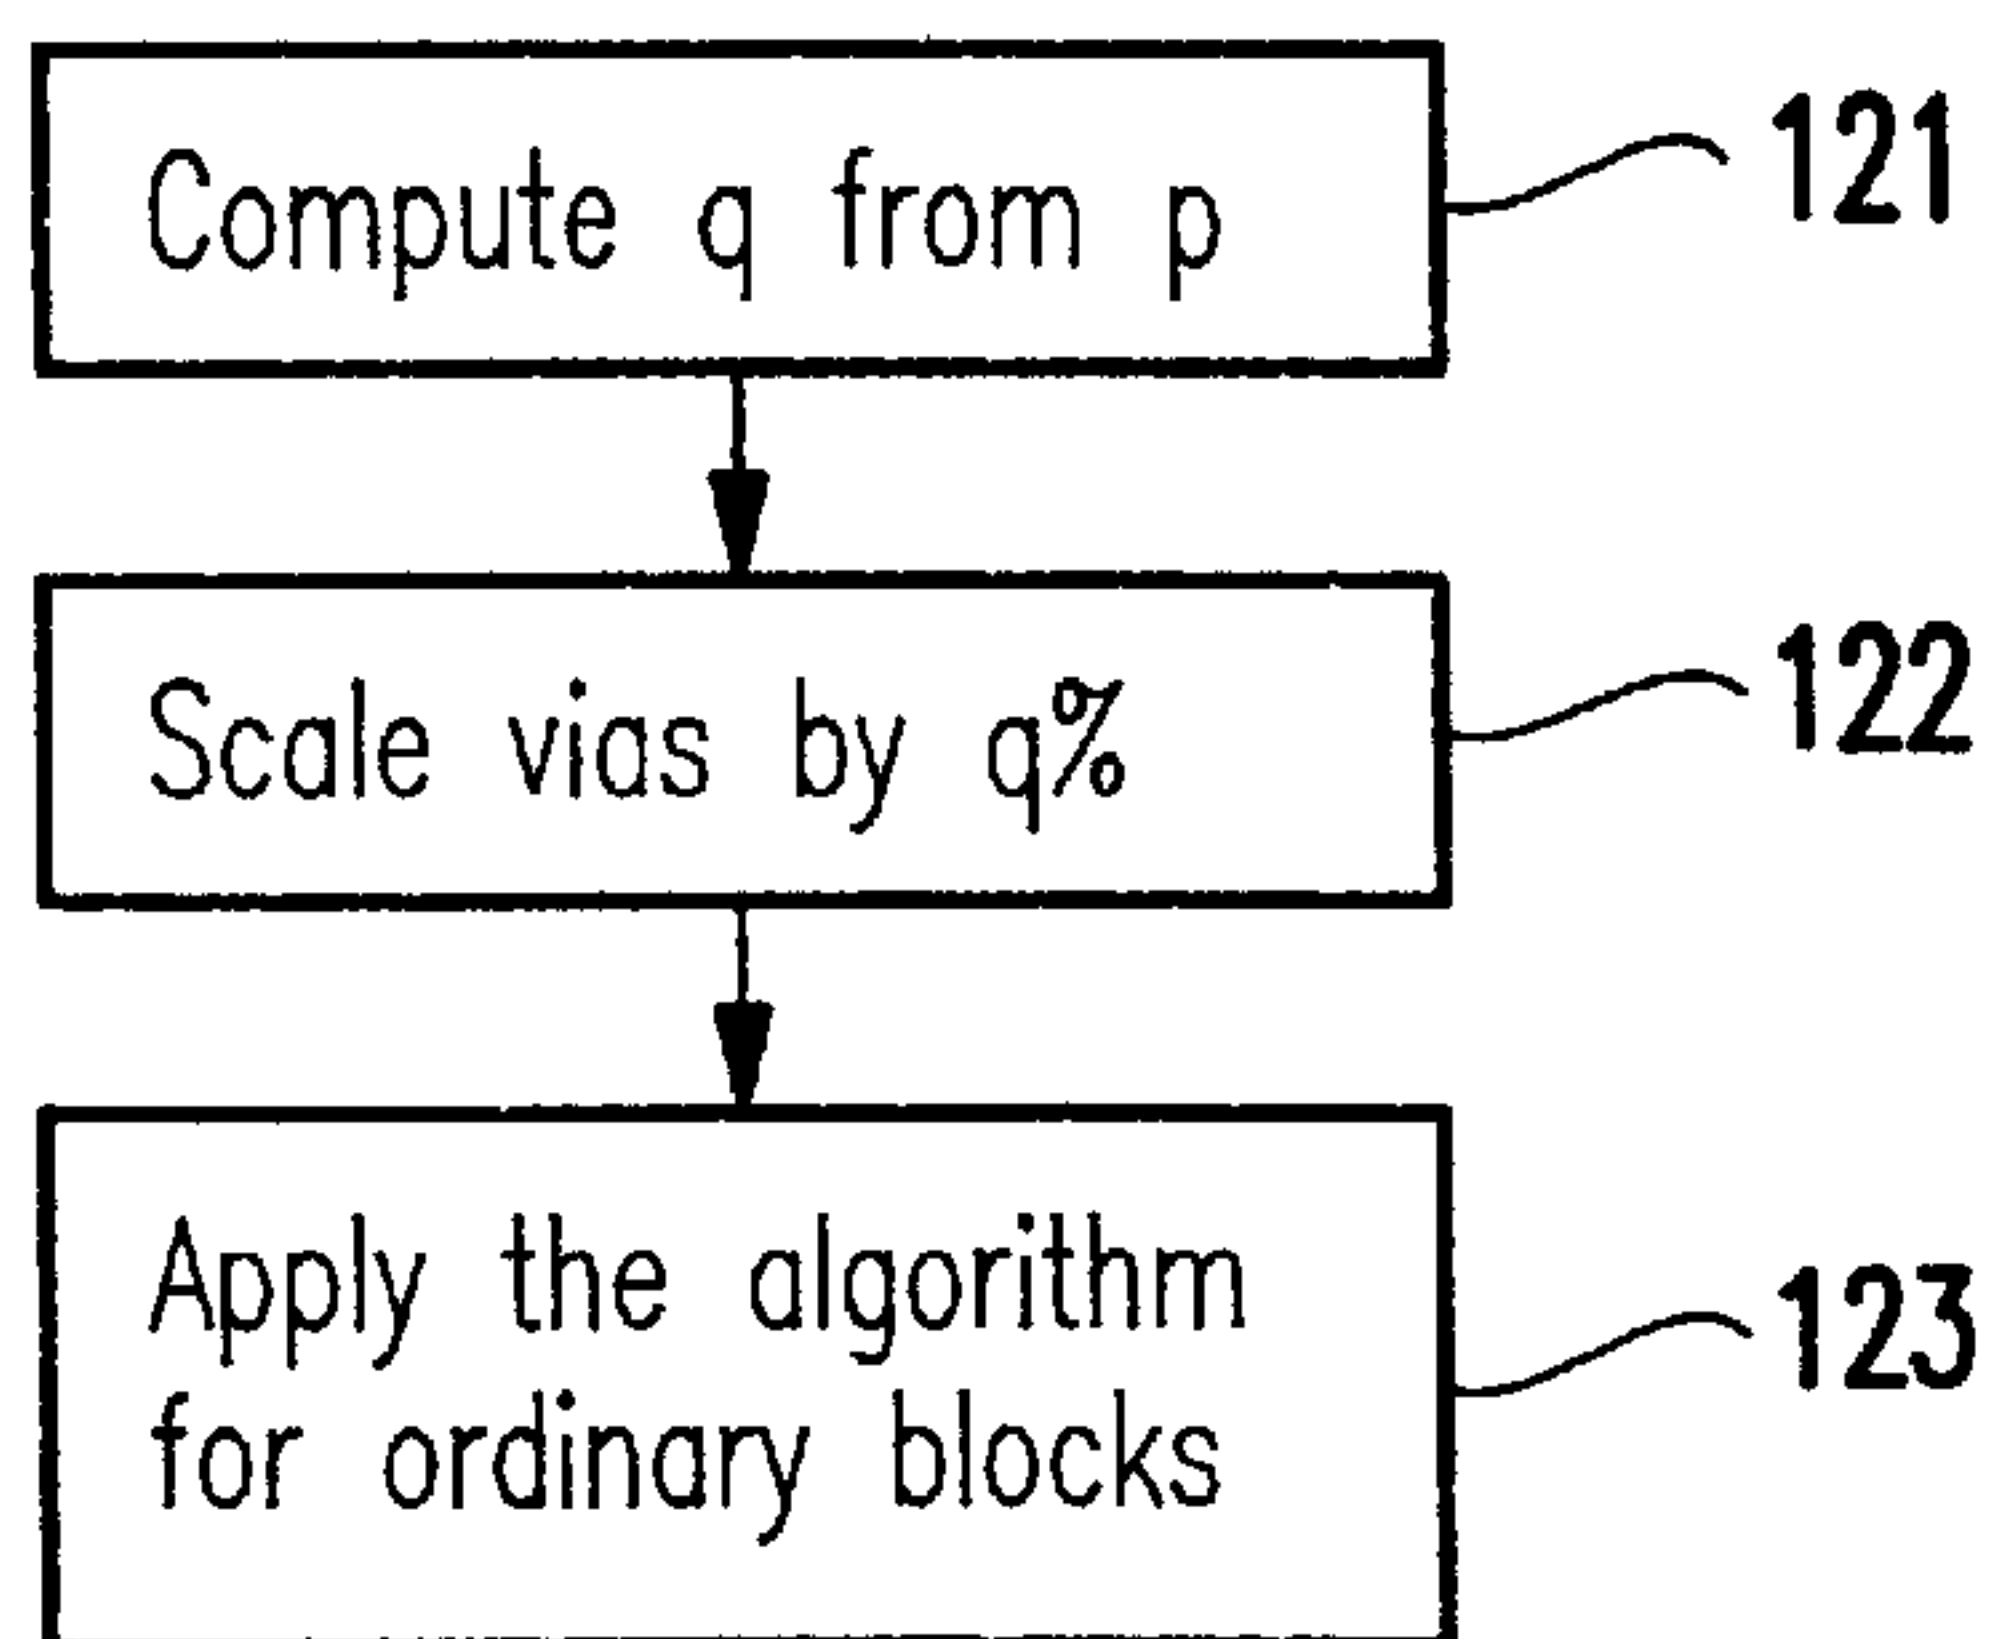 Compute q from p
121
Scale vias by q%
122
Apply the algorithm
for ordinary blocks
123